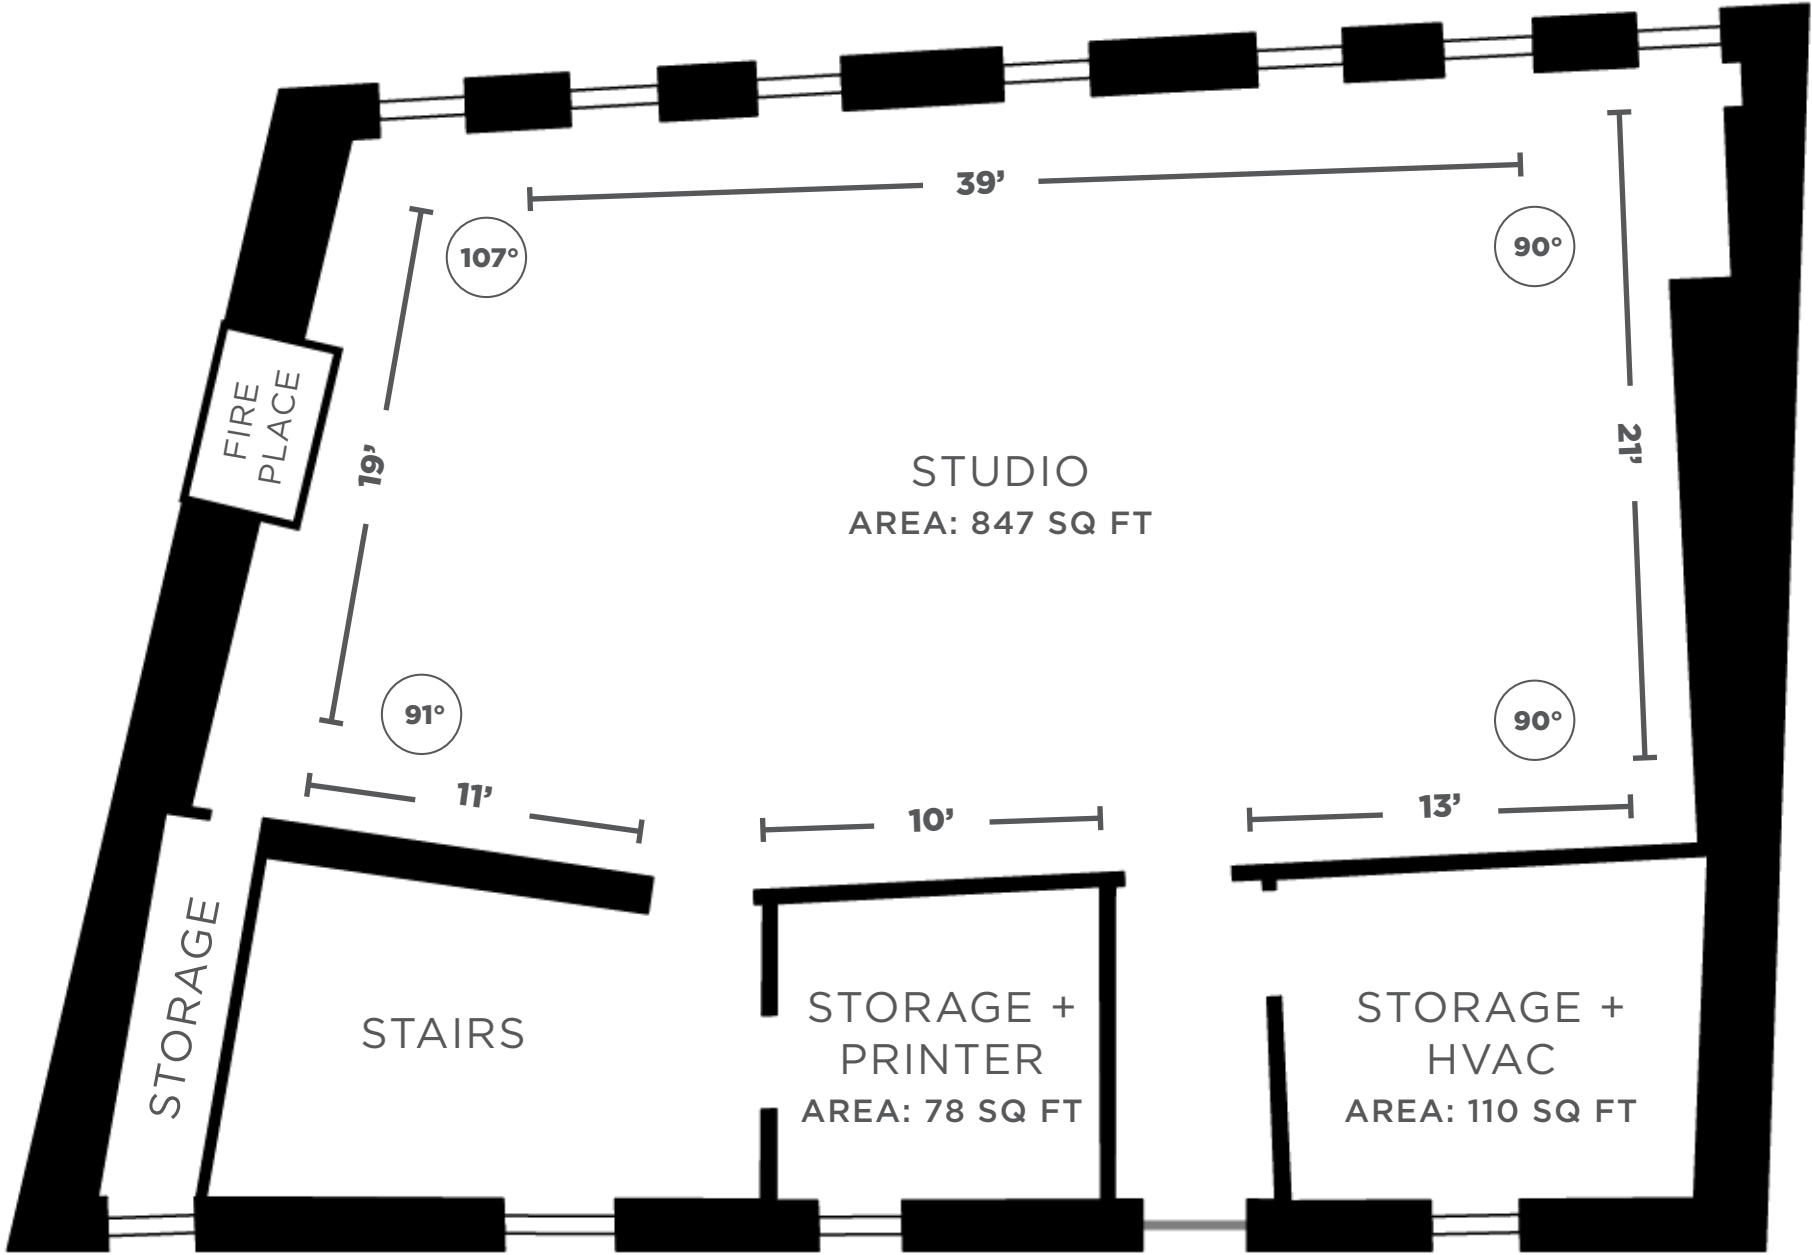 39’
107°
90°
FIRE
PLACE
19’
21’
STUDIO
AREA: 847 SQ FT
91°
90°
11’
10’
13’
STORAGE
STAIRS
STORAGE +
PRINTER
AREA: 78 SQ FT
STORAGE +
HVAC
AREA: 110 SQ FT